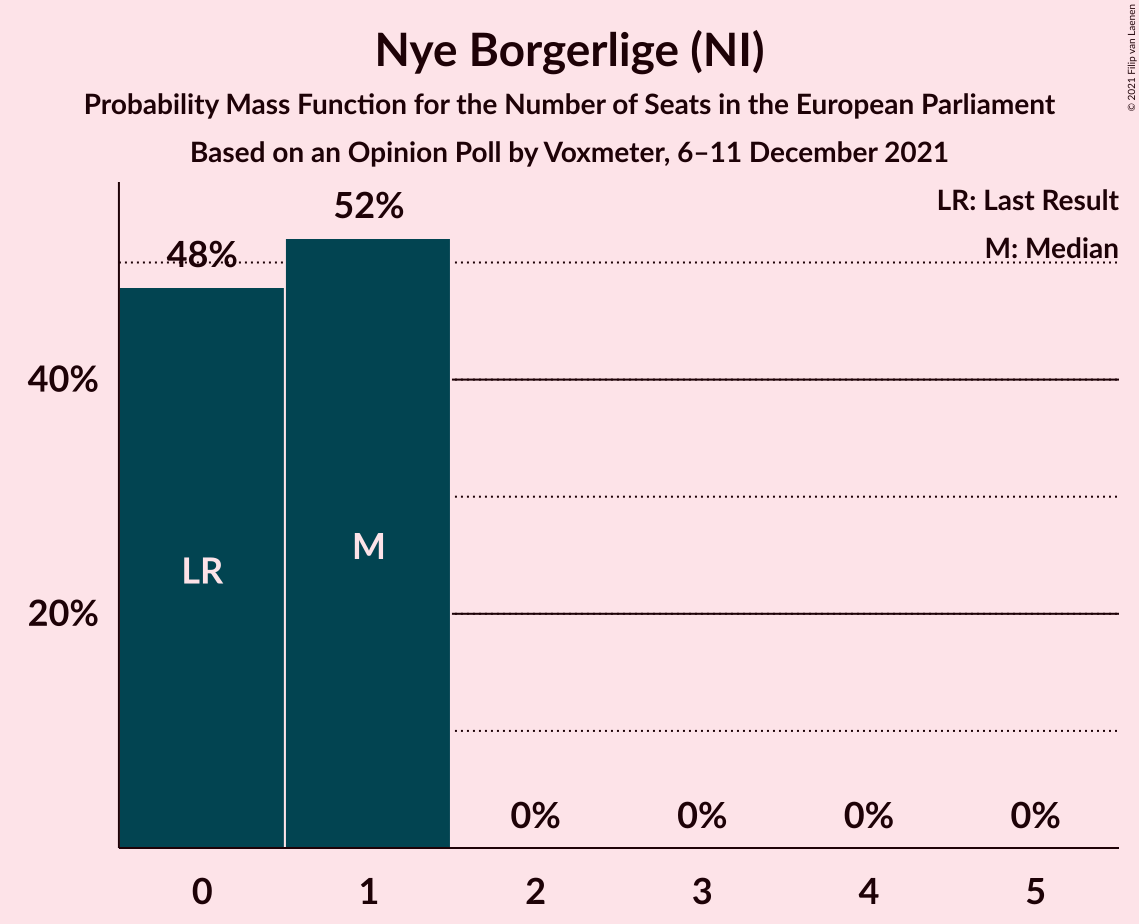 Nye Borgerlige (NI)
Probability Mass Function for the Number of Seats in the European Parliament
Based on an Opinion Poll by Voxmeter, 6–11 December 2021
© 2021 Filip van Laenen
LR: Last Result
M: Median
48%
52%
40%
20%
LR
M
0%
0%
0%
0%
0
1
2
3
4
5